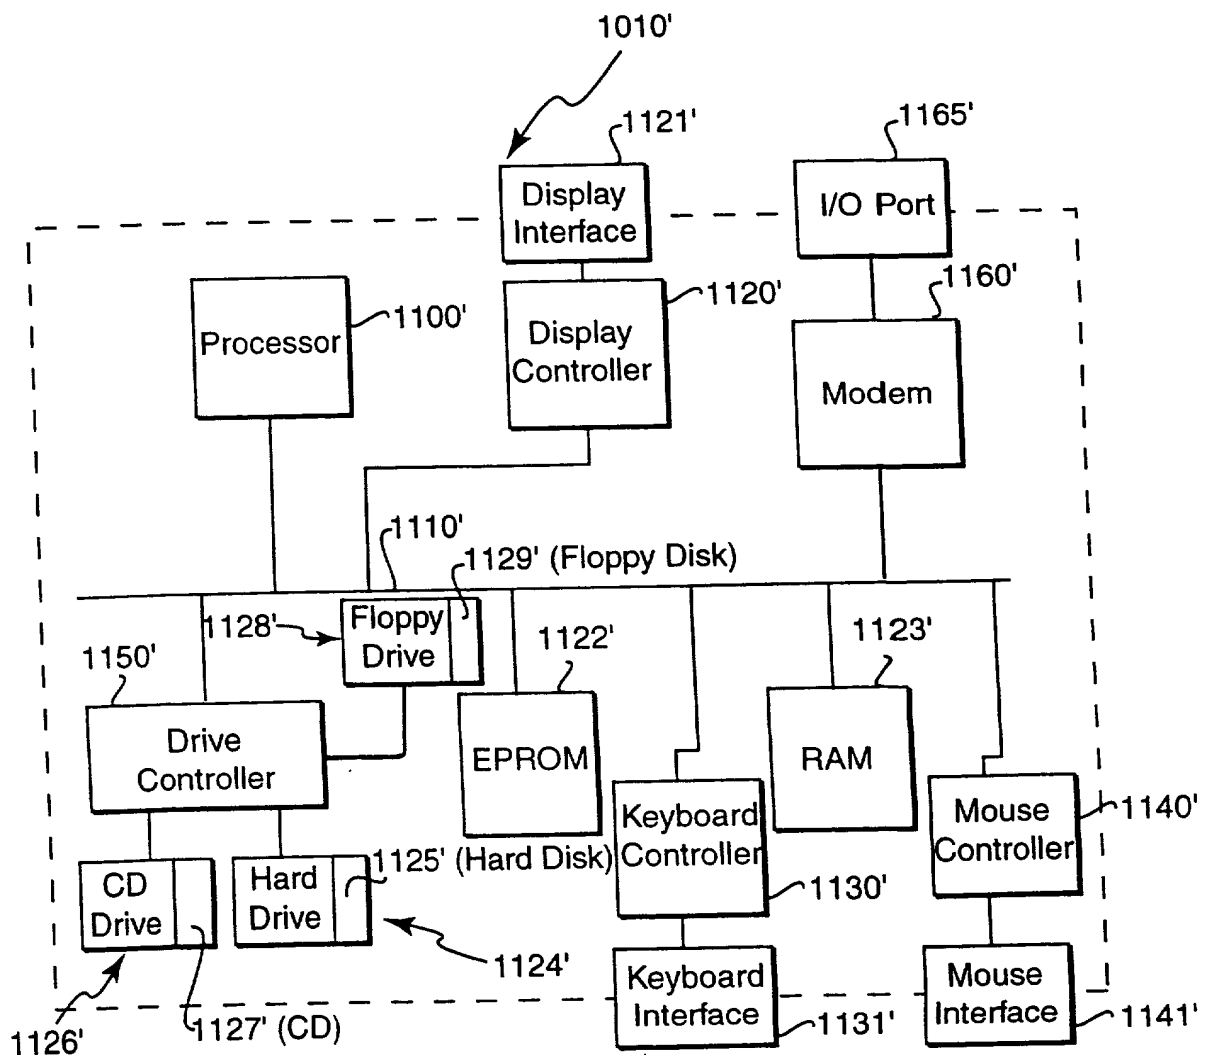 1010'
1121'
1165'
Display
Interface
I/O Port
1120'
1160'
1100'
Processor
Display
Controller
Modem
1110'
1129' (Floppy Disk)
1128'
Floppy
Drive
1122'
1123'
1150'
Drive
Controller
EPROM
RAM
Keyboard
Controller
Mouse
Controller
1140'
CD
Drive
Hard
Drive
1125' (Hard Disk)
1130'
1124'
Keyboard
Interface
Mouse
Interface
1126'
1127' (CD)
1131'
1141'